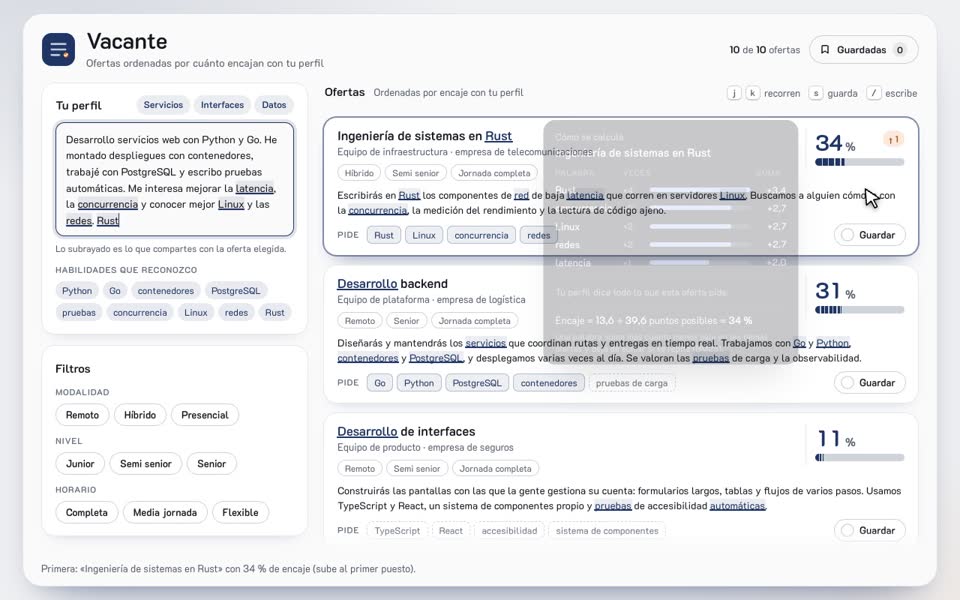 Vacante
Ofertas ordenadas por cuánto encajan con tu perfil
10 de 10 ofertas
Guardadas 0
Tu perfil
Servicios Interfaces Datos
Desarrollo servicios web con Python y Go. He
montado despliegues con contenedores,
trabajé con PostgreSQL y escribo pruebas
automáticas. Me interesa mejorar la latencia,
la concurrencia y conocer mejor Linux y las
redes. Rust
Lo subrayado es lo que compartes con la oferta elegida.
HABILIDADES QUE RECONOZCO
Python Go contenedores PostgreSQL
pruebas concurrencia Linux redes Rust
Filtros
MODALIDAD
Remoto Híbrido Presencial
NIVEL
Junior Semi senior Senior
HORARIO
Completa Media jornada Flexible
Ofertas Ordenadas por encaje con tu perfil
j k recorren s guarda / escribe
Ingeniería de sistemas en Rust
Equipo de infraestructura · empresa de telecomunicaciones
Híbrido Semi senior Jornada completa
Escribirás en Rust los componentes de red de baja latencia que corren en servidores Linux. Buscamos a alguien cómodo con
la concurrencia, la medición del rendimiento y la lectura de código ajeno.
PIDE Rust Linux concurrencia redes
34 %
↑ 1
Guardar
Cómo se calcula
Ingeniería de sistemas en Rust
PALABRA VECES SUMA
Rust +3,4
+2,7
Linux ×2 +2,7
redes ×2 +2,7
latencia ×1 +2,0
Tu perfil dice todo lo que esta oferta pide.
Encaje = 13,6 ÷ 39,6 puntos posibles = 34 %
Desarrollo backend
Equipo de plataforma · empresa de logística
Remoto Senior Jornada completa
Diseñarás y mantendrás los servicios que coordinan rutas y entregas en tiempo real. Trabajamos con Go y Python,
contenedores y PostgreSQL, y desplegamos varias veces al día. Se valoran las pruebas de carga y la observabilidad.
PIDE Go Python PostgreSQL contenedores pruebas de carga
31 %
Guardar
Desarrollo de interfaces
Equipo de producto · empresa de seguros
Remoto Semi senior Jornada completa
Construirás las pantallas con las que la gente gestiona su cuenta: formularios largos, tablas y flujos de varios pasos. Usamos
TypeScript y React, un sistema de componentes propio y pruebas de accesibilidad automáticas.
PIDE TypeScript React accesibilidad sistema de componentes
11 %
Guardar
Primera: «Ingeniería de sistemas en Rust» con 34 % de encaje (sube al primer puesto).